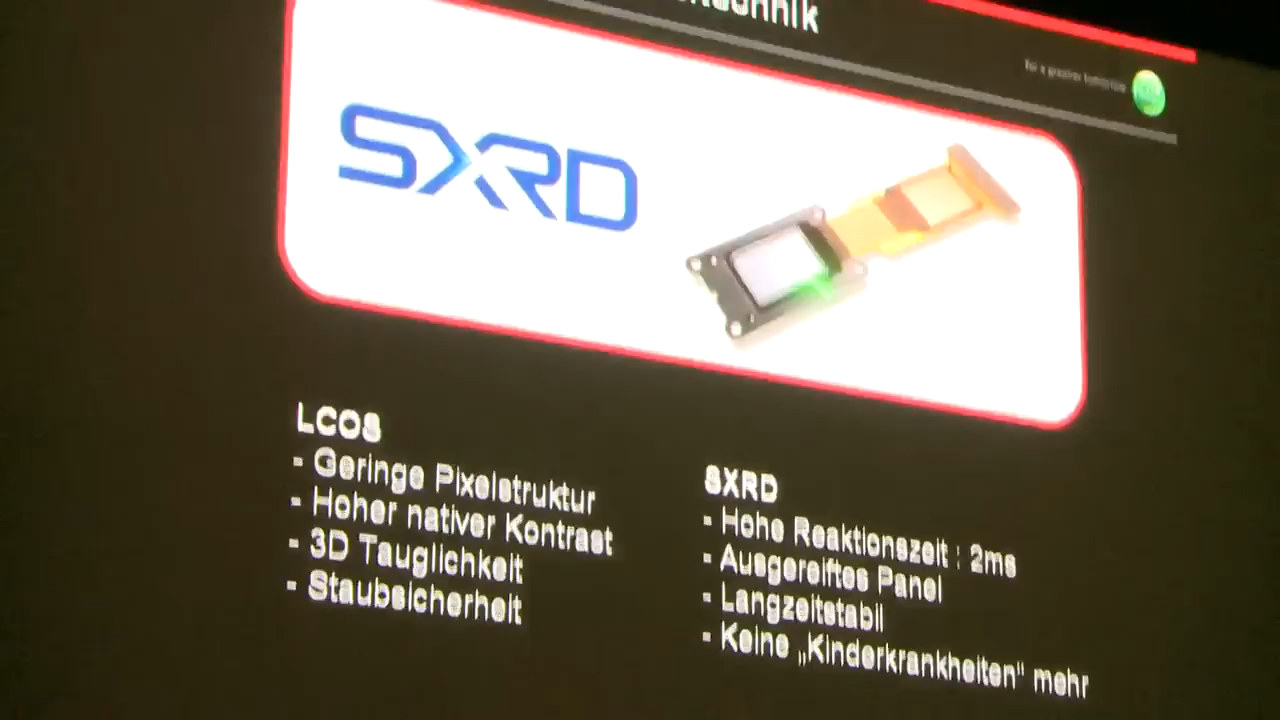 SXRD
LCOS
- Geringe Pixelstruktur
- Hoher nativer Kontrast
- 3D Tauglichkeit
- Staubsicherheit
SXRD
- Hohe Reaktionszeit : 2ms
- Ausgereiftes Panel
- Langzeitstabil
- Keine „Kinderkrankheiten“ mehr